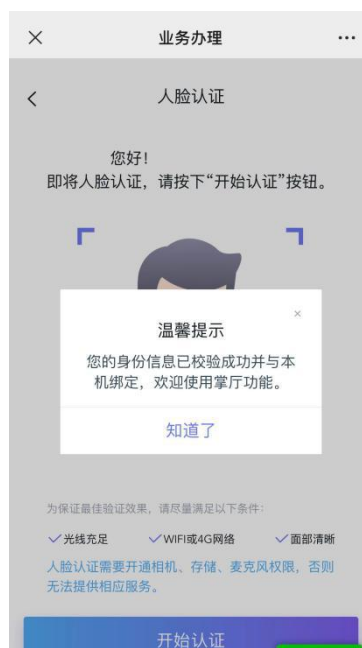 业务办理
人脸认证
您好！
即将人脸认证，请按下“开始认证”按钮。
温馨提示
您的身份信息已校验成功并与本
机绑定，欢迎使用掌厅功能。
知道了
为保证最佳验证效果，请尽量满足以下条件：
光线充足 WIFI或4G网络 面部清晰
人脸认证需要开通相机、存储、麦克风权限，否则
无法提供相应服务。
开始认证